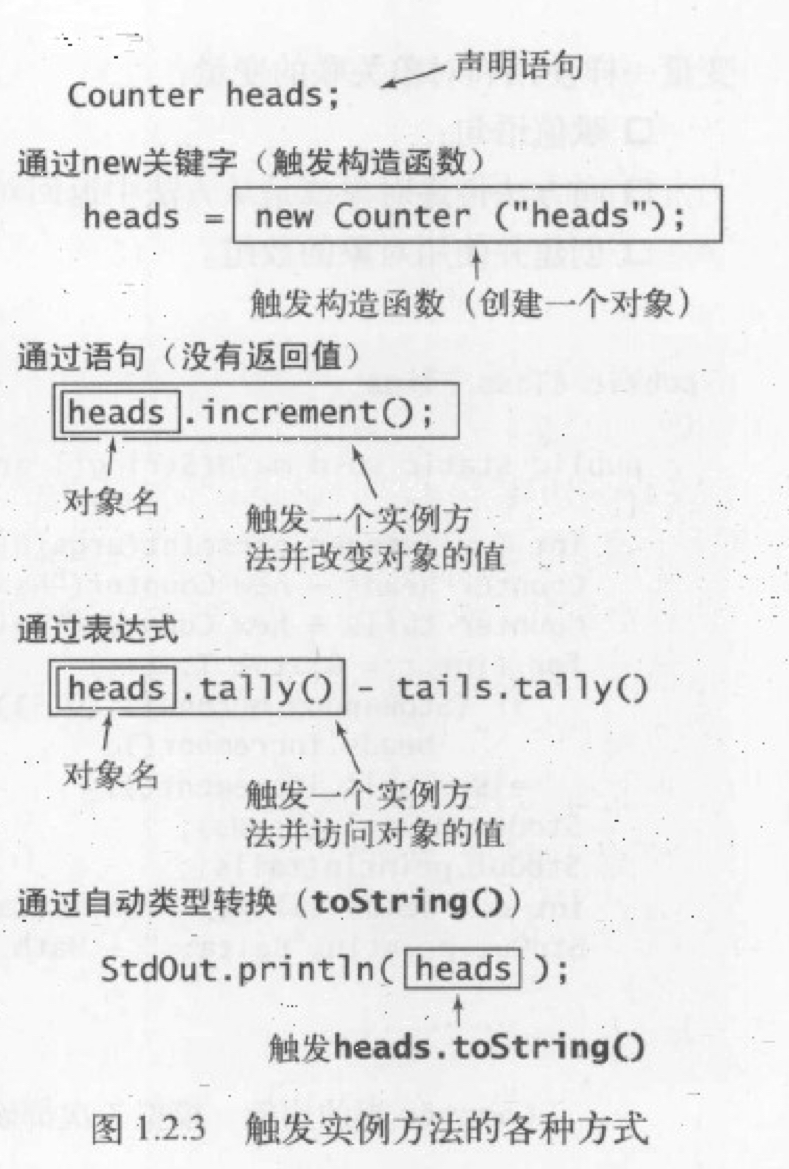 声明语句
Counter heads;
通过new关键字（触发构造函数）
heads = new Counter ("heads");
触发构造函数（创建一个对象）
通过语句（没有返回值）
heads.increment();
对象名
触发一个实例方
法并改变对象的值
通过表达式
heads.tally() - tails.tally()
对象名
触发一个实例方
法并访问对象的值
通过自动类型转换（toString()）
StdOut.println( heads );
触发heads.toString()
图 1.2.3 触发实例方法的各种方式